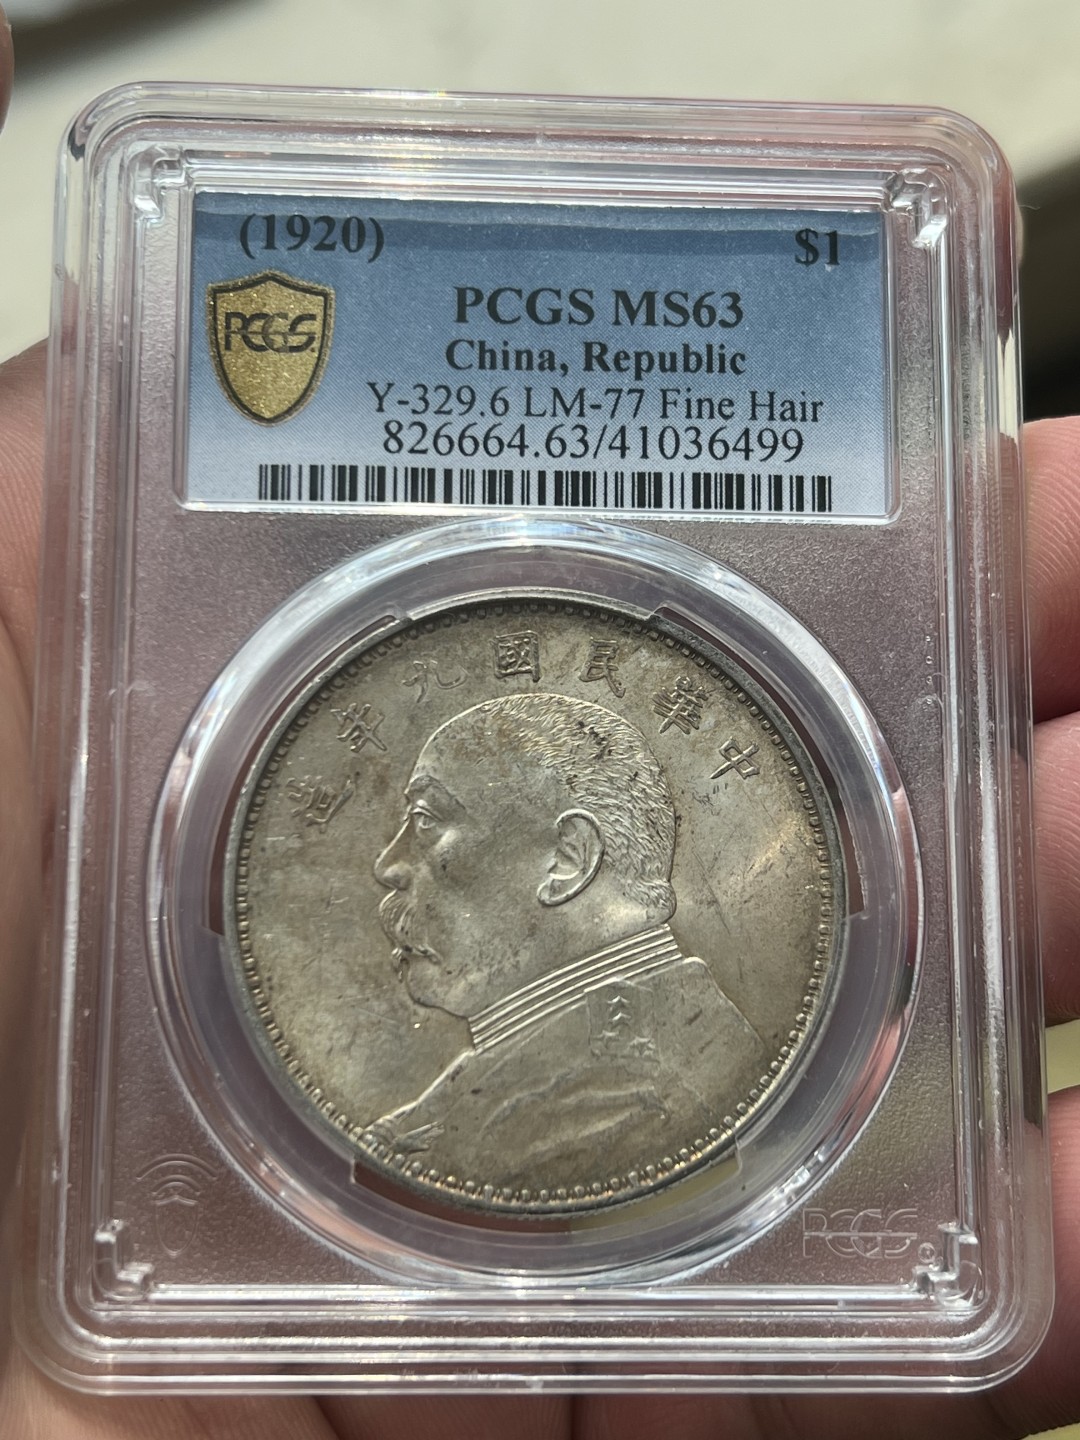 (1920) $1
PCGS MS63
PCGS
China, Republic
Y-329.6 LM-77 Fine Hair
826664.63/41036499
中華民國九年造
PCGS